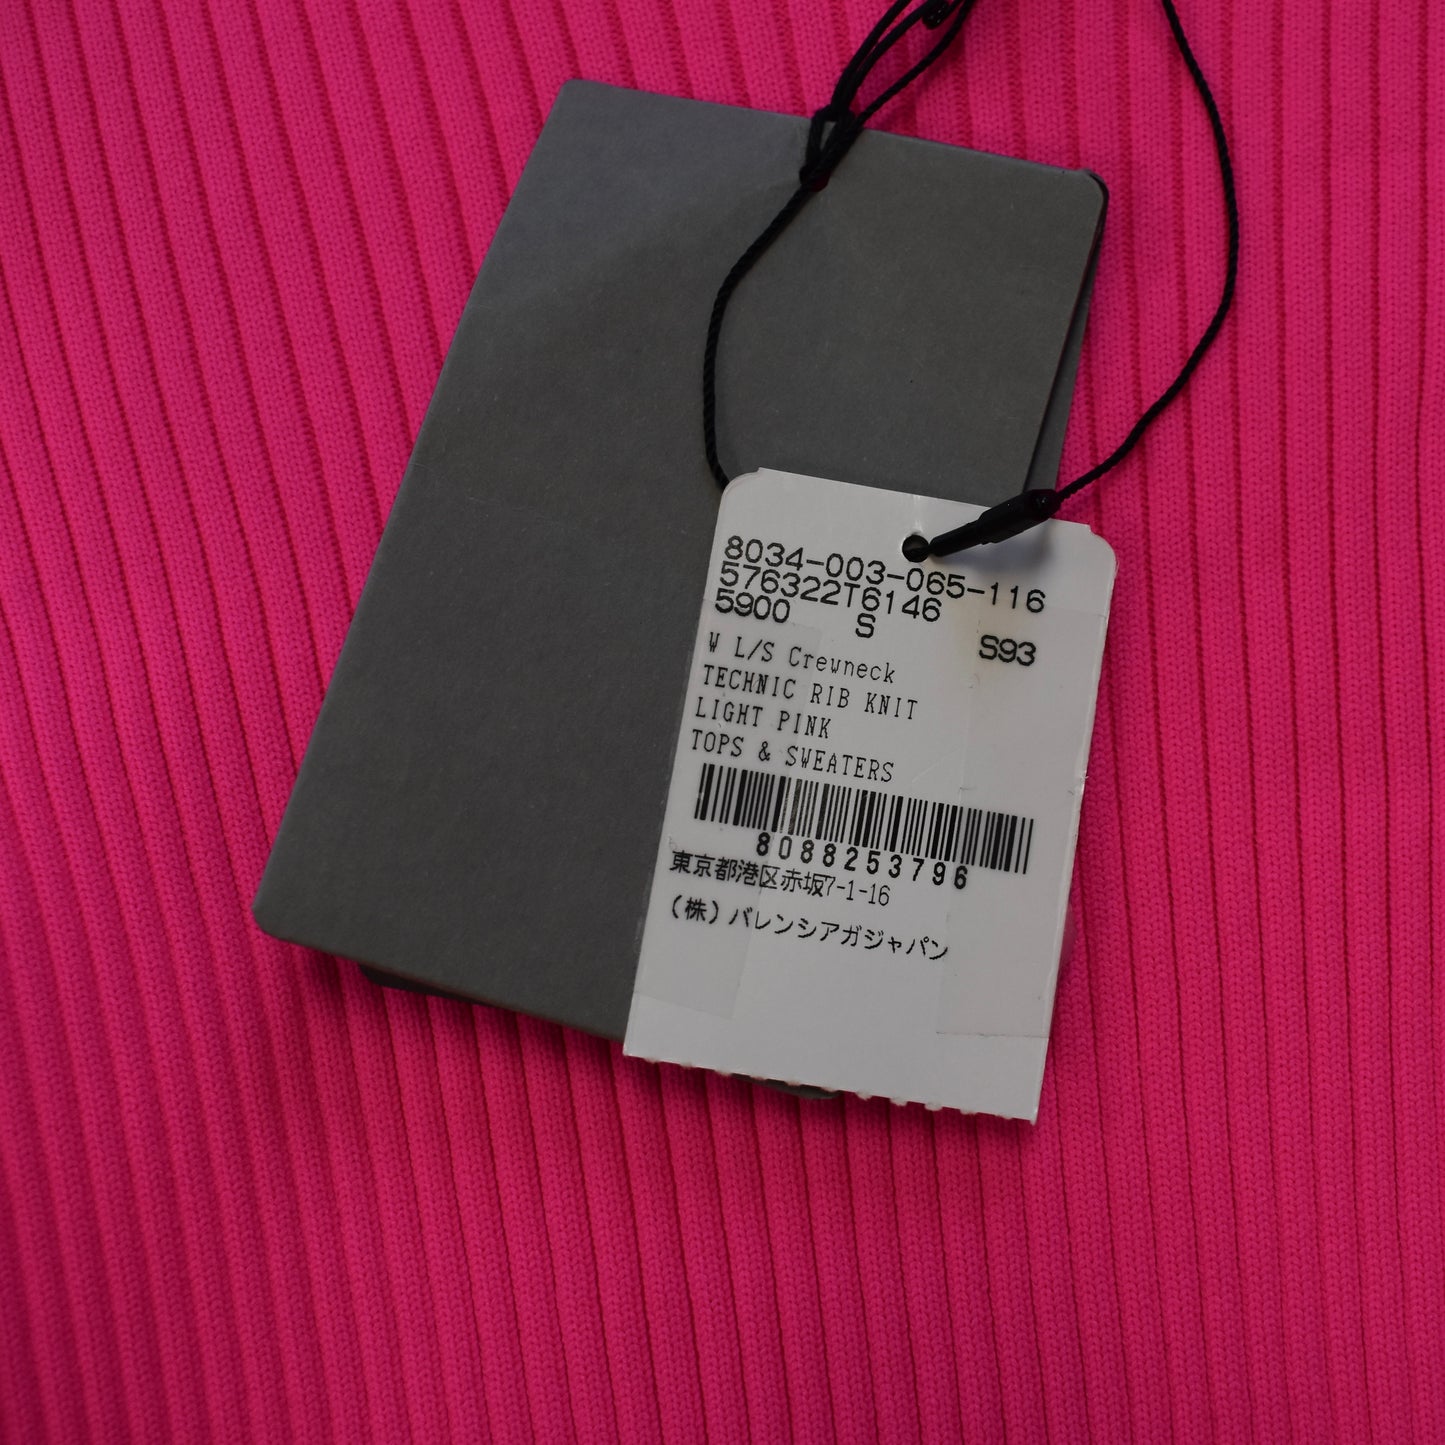 8034-003-065-116
576322T6146
5900 S S93
W L/S Crewneck
TECHNIC RIB KNIT
LIGHT PINK
TOPS & SWEATERS
8088253796
東京都港区赤坂7-1-16
(株)バレンシアガジャパン